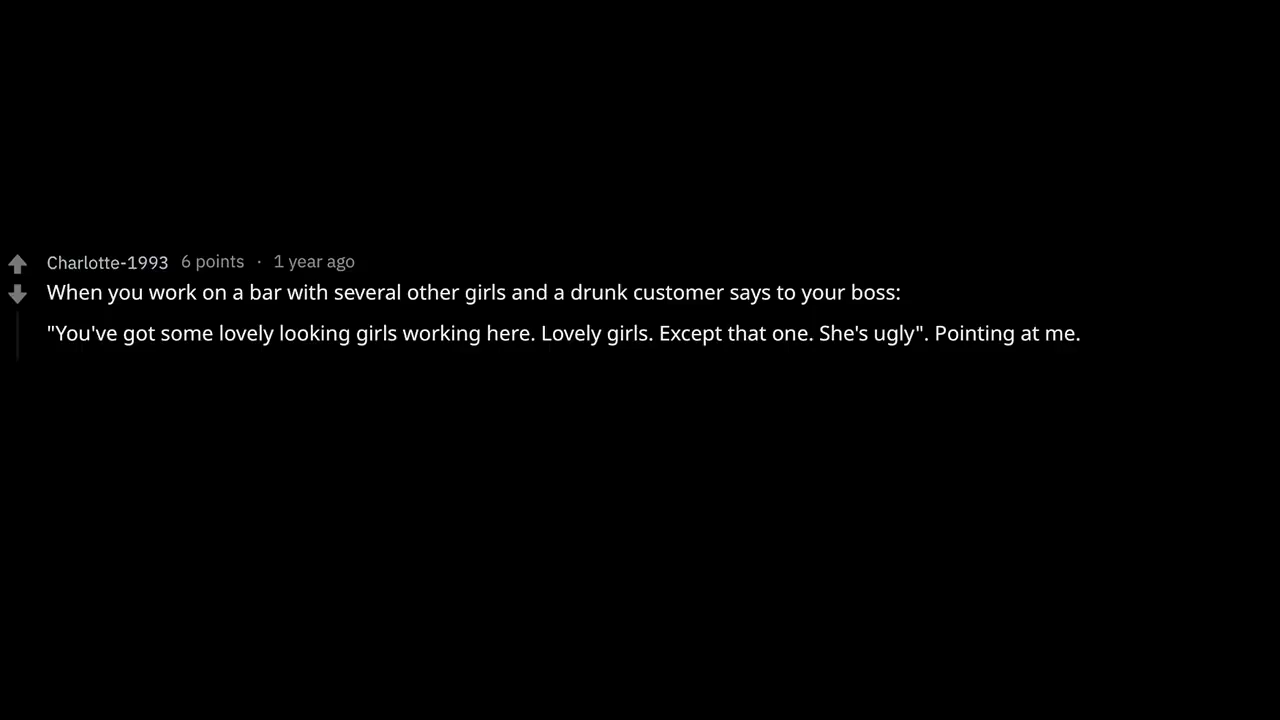 Charlotte-1993 6 points · 1 year ago
When you work on a bar with several other girls and a drunk customer says to your boss:
"You've got some lovely looking girls working here. Lovely girls. Except that one. She's ugly". Pointing at me.